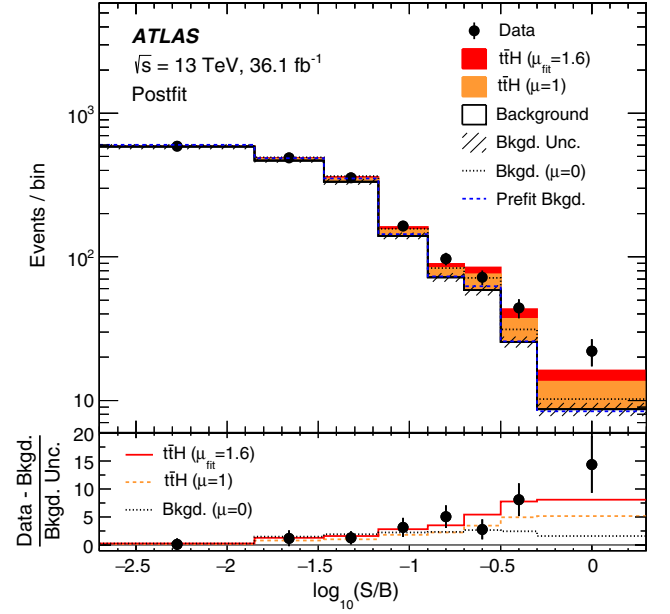 ATLAS
√s = 13 TeV, 36.1 fb⁻¹
Postfit
Data
tt̄H (μ_fit=1.6)
tt̄H (μ=1)
Background
Bkgd. Unc.
Bkgd. (μ=0)
Prefit Bkgd.
Events / bin
10³
10²
10
Data - Bkgd.
Bkgd. Unc.
20
15
10
5
0
tt̄H (μ_fit=1.6)
tt̄H (μ=1)
Bkgd. (μ=0)
−2.5 −2 −1.5 −1 −0.5 0
log₁₀(S/B)